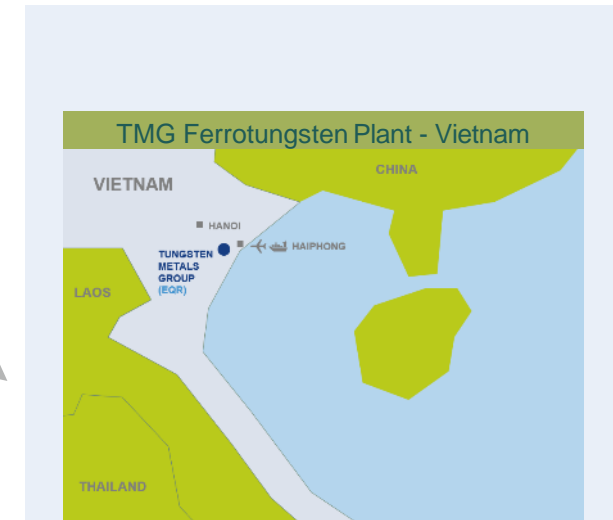 TMG Ferrotungsten Plant - Vietnam
CHINA
VIETNAM
HANOI
HAIPHONG
TUNGSTEN
METALS
GROUP
(EQR)
LAOS
THAILAND